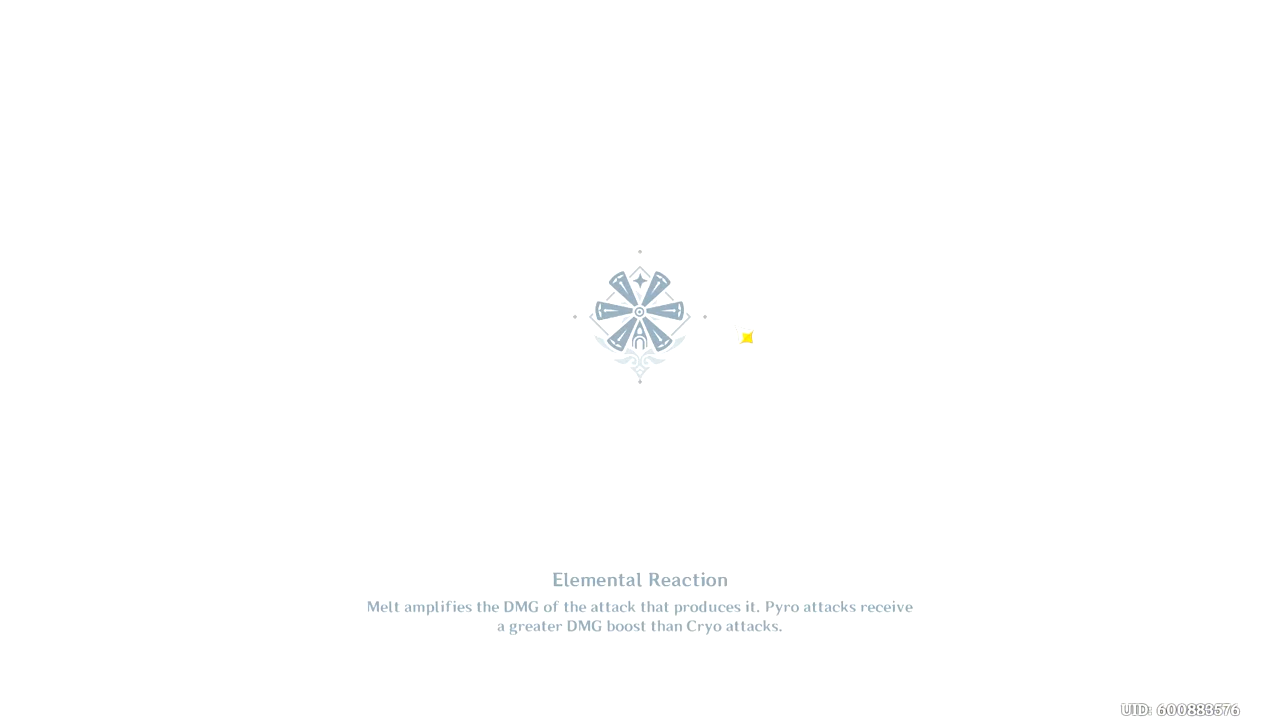 Elemental Reaction
Melt amplifies the DMG of the attack that produces it. Pyro attacks receive
a greater DMG boost than Cryo attacks.
UID: 600883576